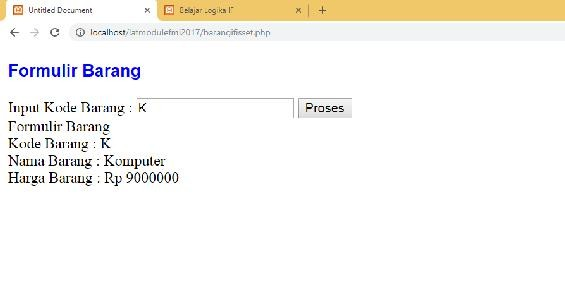 Untitled Document
Belajar Logika IF
localhost/latmodulefmi2017/barangifisset.php
Formulir Barang
Input Kode Barang : K Proses
Formulir Barang
Kode Barang : K
Nama Barang : Komputer
Harga Barang : Rp 9000000